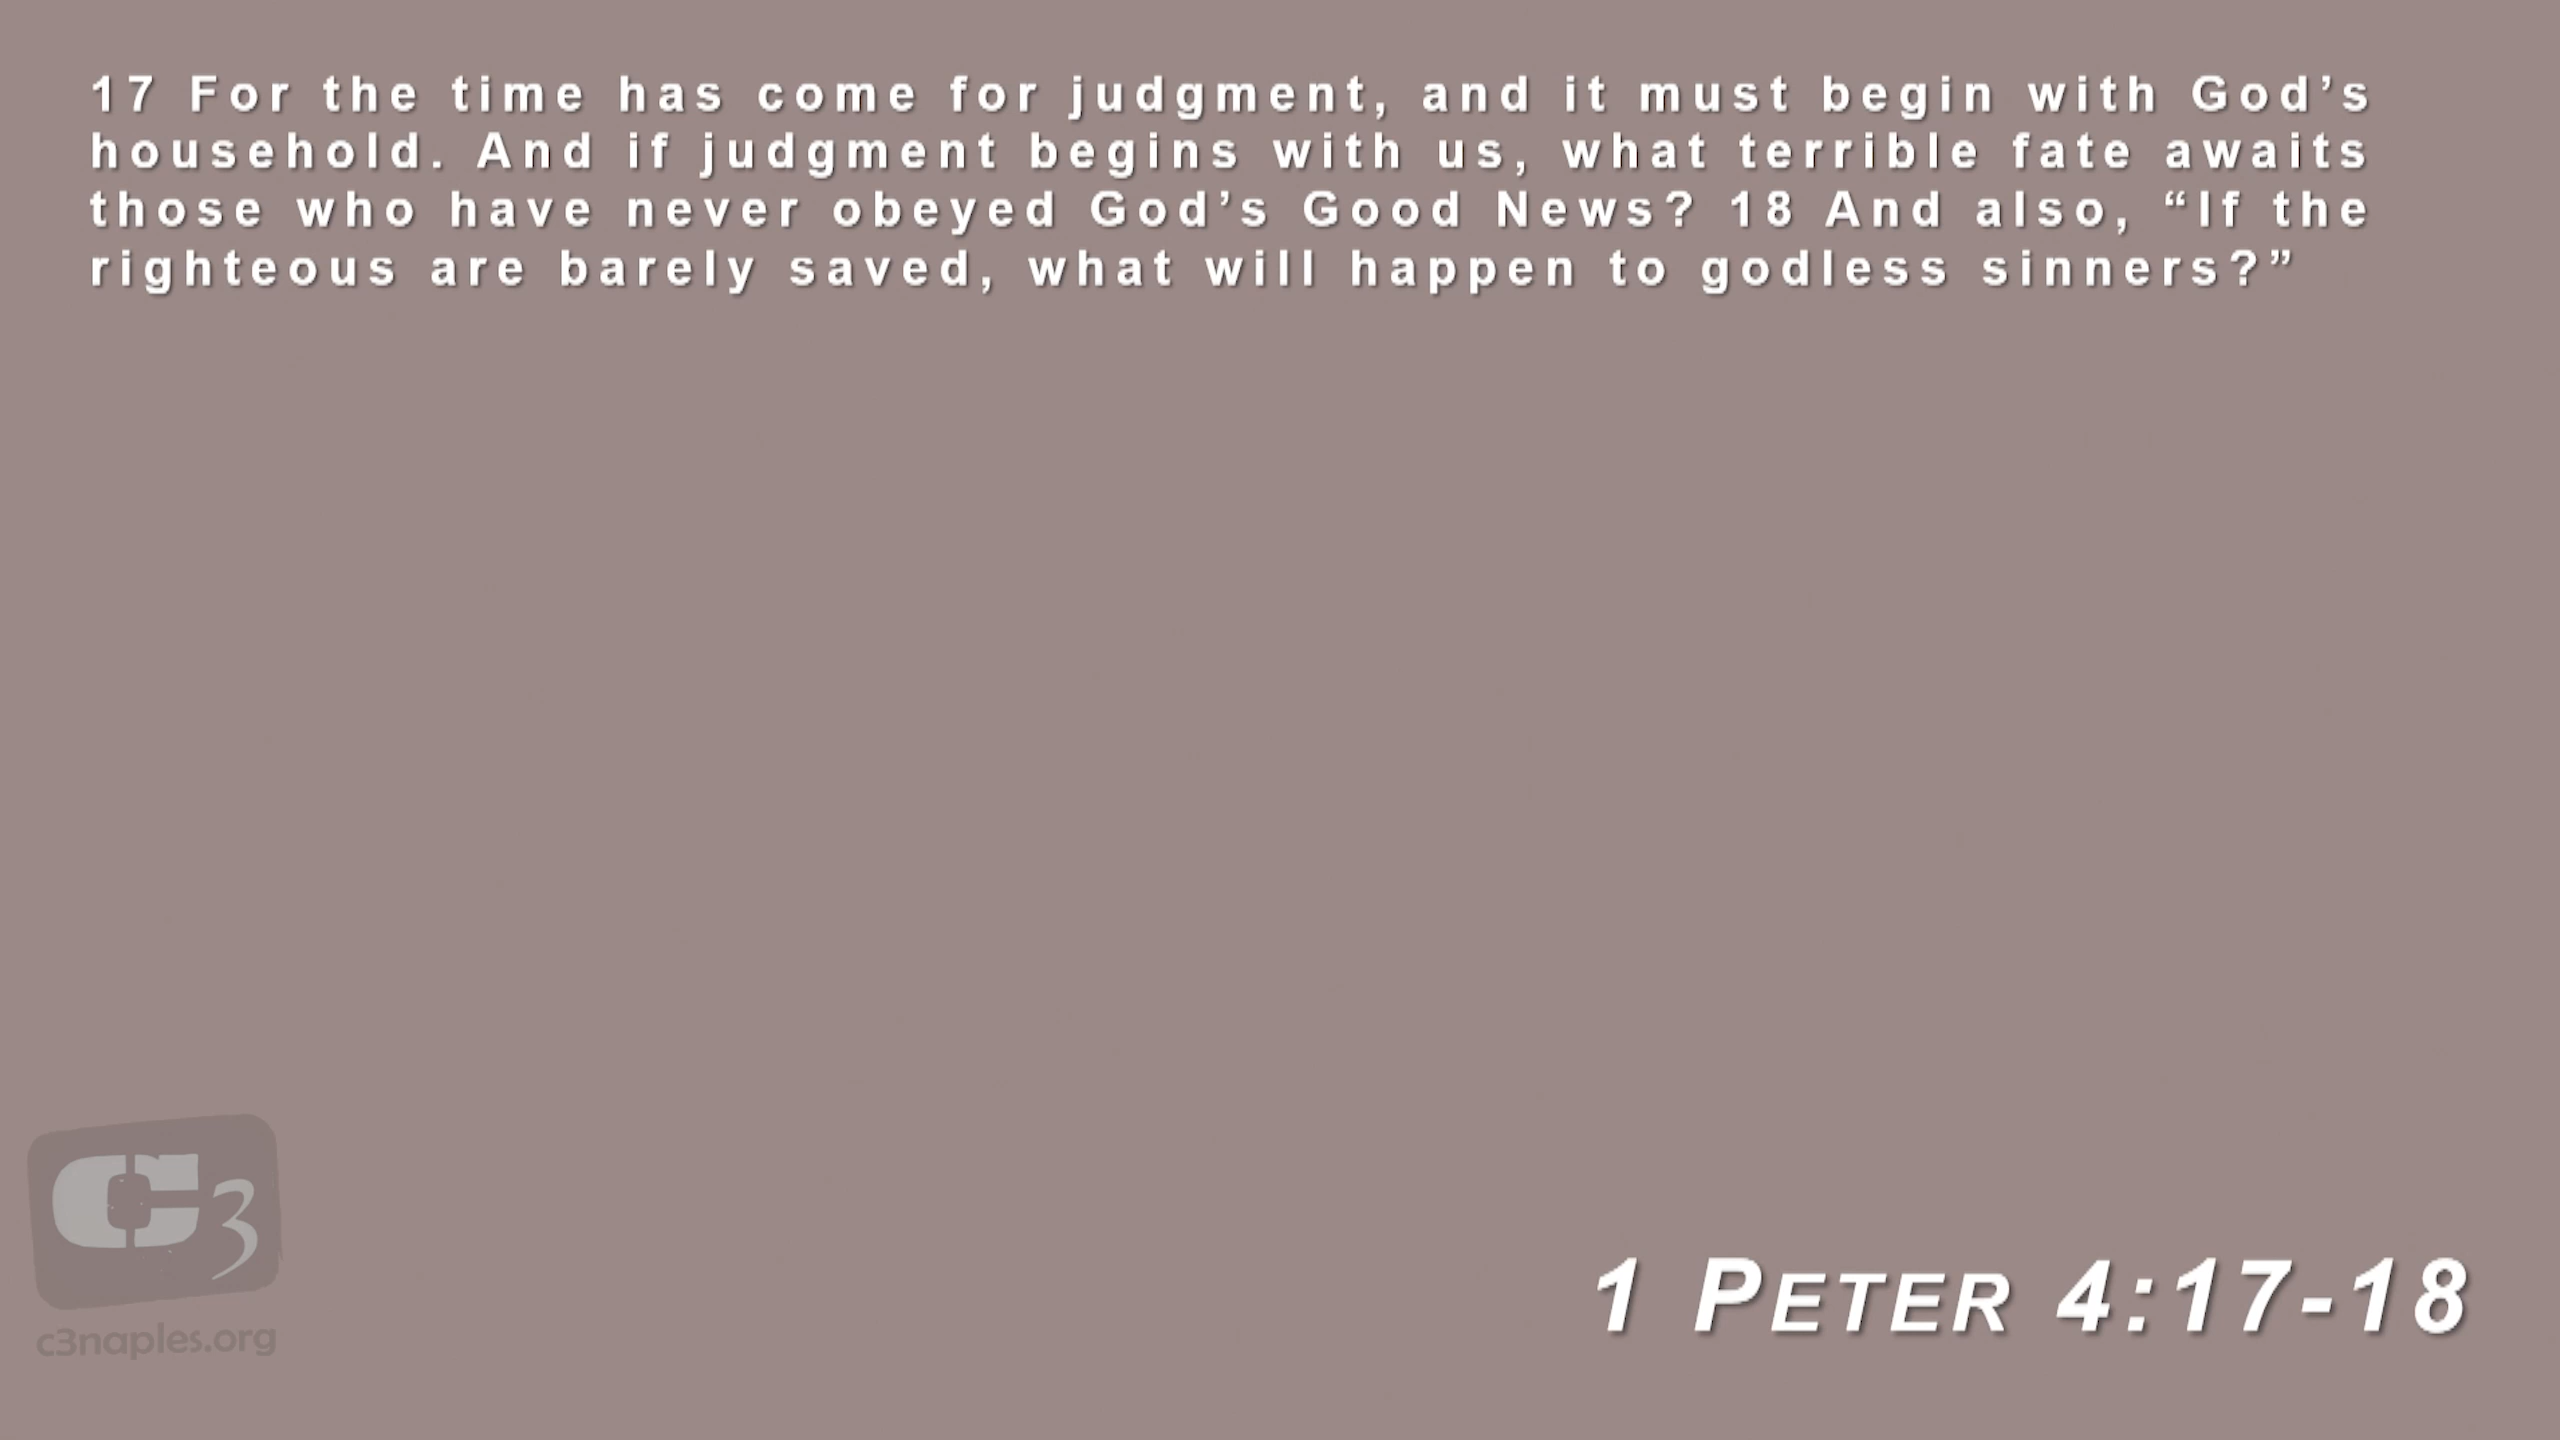 17 For the time has come for judgment, and it must begin with God’s
household. And if judgment begins with us, what terrible fate awaits
those who have never obeyed God’s Good News? 18 And also, “If the
righteous are barely saved, what will happen to godless sinners?”
C3
c3naples.org
1 PETER 4:17-18